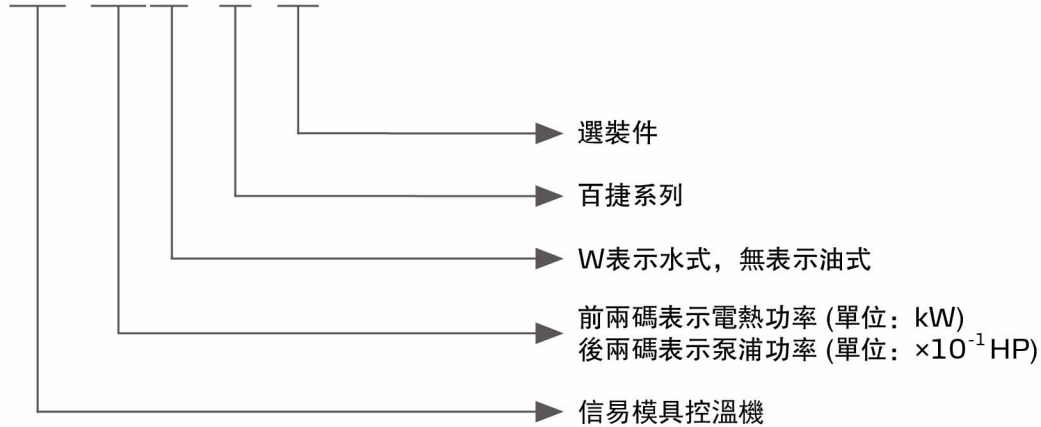 選裝件
百捷系列
W表示水式，無表示油式
前兩碼表示電熱功率 (單位：kW)
後兩碼表示泵浦功率 (單位：×10⁻¹HP)
信易模具控溫機